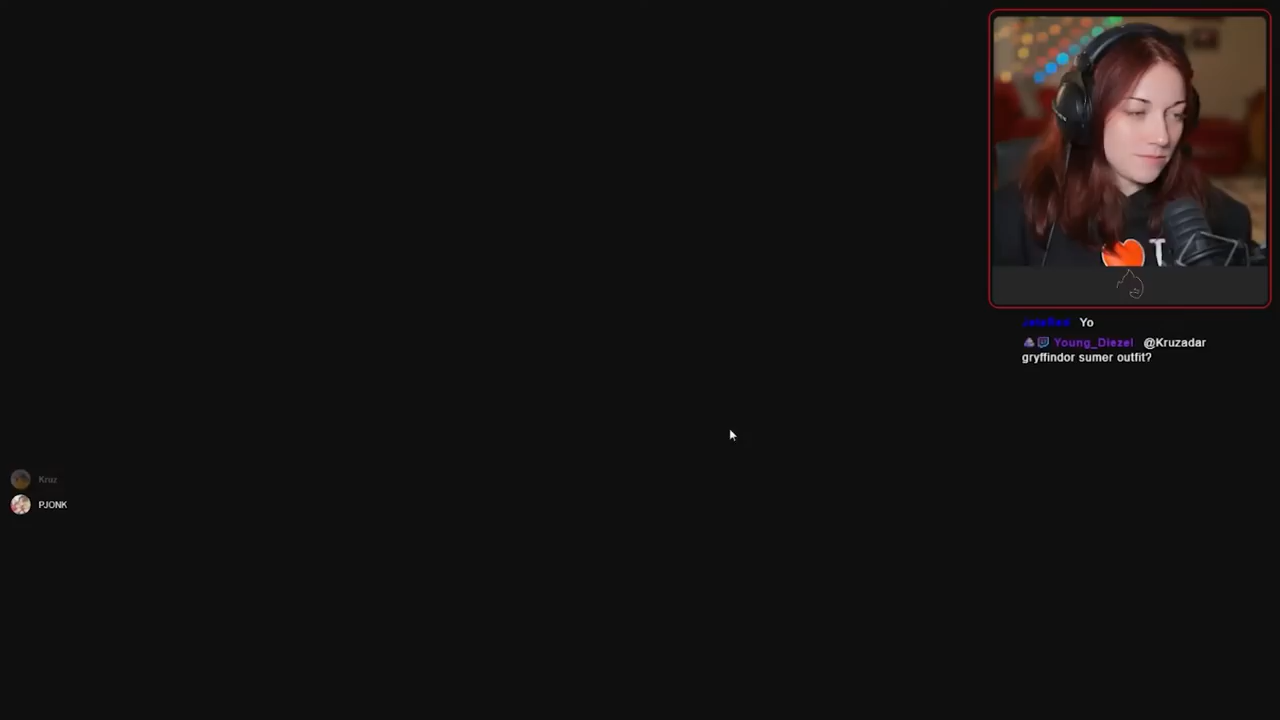 Yo
Young_Diezel @Kruzadar
gryffindor sumer outfit?
Kruz
PJONK
T